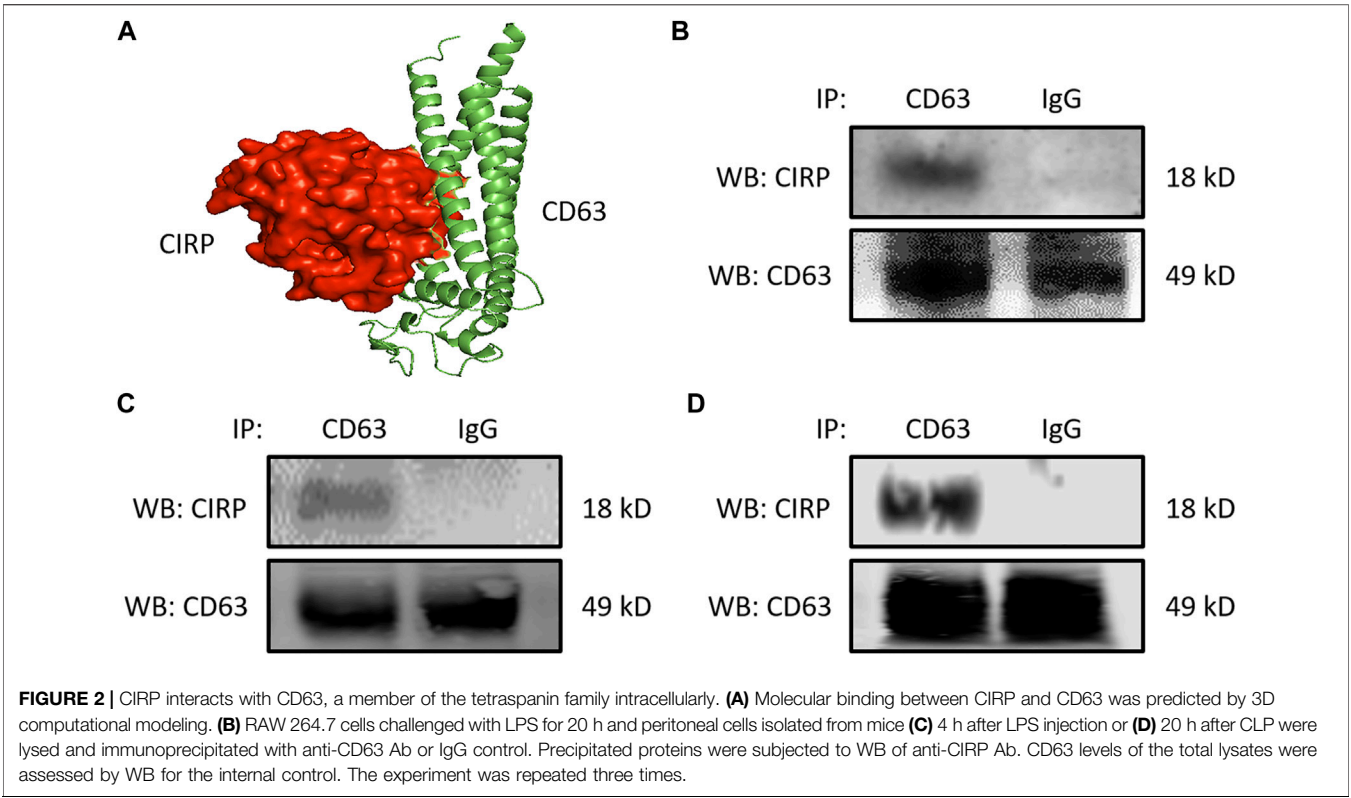 A
CIRP
CD63
B
IP: CD63 IgG
WB: CIRP 18 kD
WB: CD63 49 kD
C
IP: CD63 IgG
WB: CIRP 18 kD
WB: CD63 49 kD
D
IP: CD63 IgG
WB: CIRP 18 kD
WB: CD63 49 kD
FIGURE 2 | CIRP interacts with CD63, a member of the tetraspanin family intracellularly. (A) Molecular binding between CIRP and CD63 was predicted by 3D
computational modeling. (B) RAW 264.7 cells challenged with LPS for 20 h and peritoneal cells isolated from mice (C) 4 h after LPS injection or (D) 20 h after CLP were
lysed and immunoprecipitated with anti-CD63 Ab or IgG control. Precipitated proteins were subjected to WB of anti-CIRP Ab. CD63 levels of the total lysates were
assessed by WB for the internal control. The experiment was repeated three times.